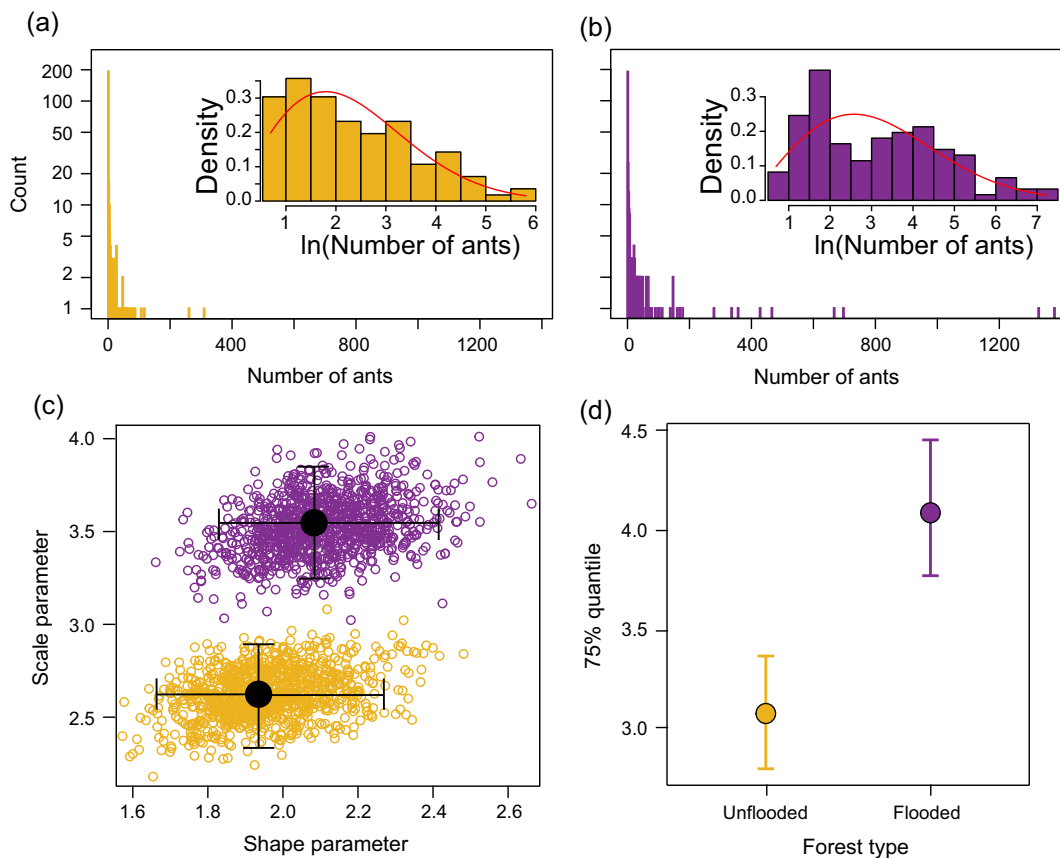 (a)
200
100
50
20
10
5
2
1
Count
0 400 800 1200
Number of ants
0.3
0.2
0.1
0.0
Density
1 2 3 4 5 6
ln(Number of ants)
(b)
0 400 800 1200
Number of ants
0.3
0.2
0.1
0.0
Density
1 2 3 4 5 6 7
ln(Number of ants)
(c)
4.0
3.5
3.0
2.5
Scale parameter
1.6 1.8 2.0 2.2 2.4 2.6
Shape parameter
(d)
4.5
4.0
3.5
3.0
75% quantile
Unflooded Flooded
Forest type